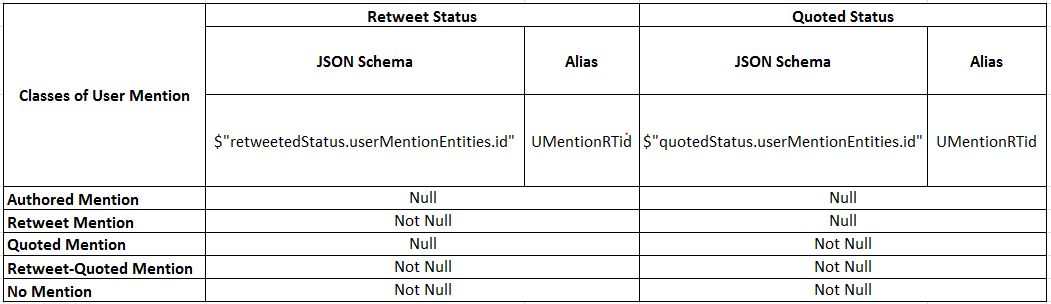 Retweet Status Quoted Status
Classes of User Mention JSON Schema Alias JSON Schema Alias
$"retweetedStatus.userMentionEntities.id" UMentionRTid $"quotedStatus.userMentionEntities.id" UMentionRTid
Authored Mention Null Null
Retweet Mention Not Null Null
Quoted Mention Null Not Null
Retweet-Quoted Mention Not Null Not Null
No Mention Not Null Not Null